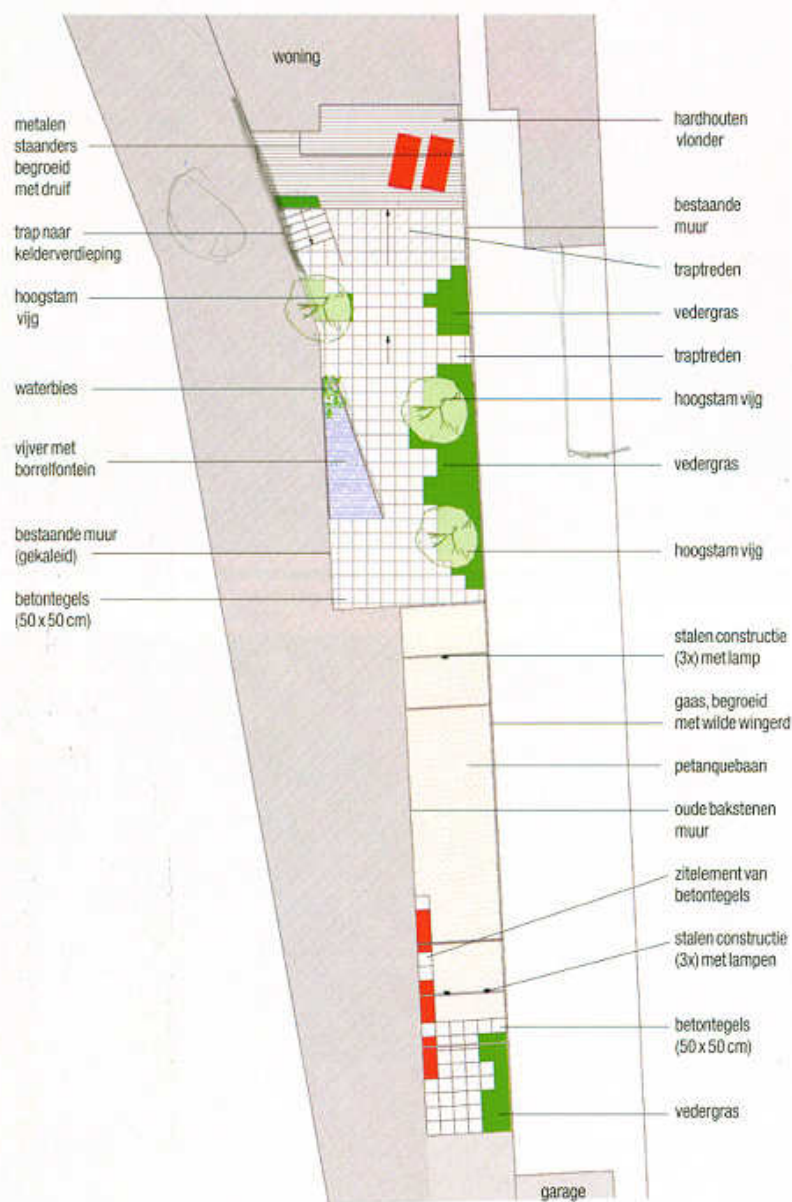 woning
metalen
staanders
begroeid
met druif
trap naar
kelderverdieping
hoogstam
vijg
waterbies
vijver met
borrelfontein
bestaande muur
(gekaleid)
betontegels
(50 x 50 cm)
hardhouten
vlonder
bestaande
muur
traptreden
vedergras
traptreden
hoogstam vijg
vedergras
hoogstam vijg
stalen constructie
(3x) met lamp
gaas, begroeid
met wilde wingerd
petanquebaan
oude bakstenen
muur
zitelement van
betontegels
stalen constructie
(3x) met lampen
betontegels
(50 x 50 cm)
vedergras
garage